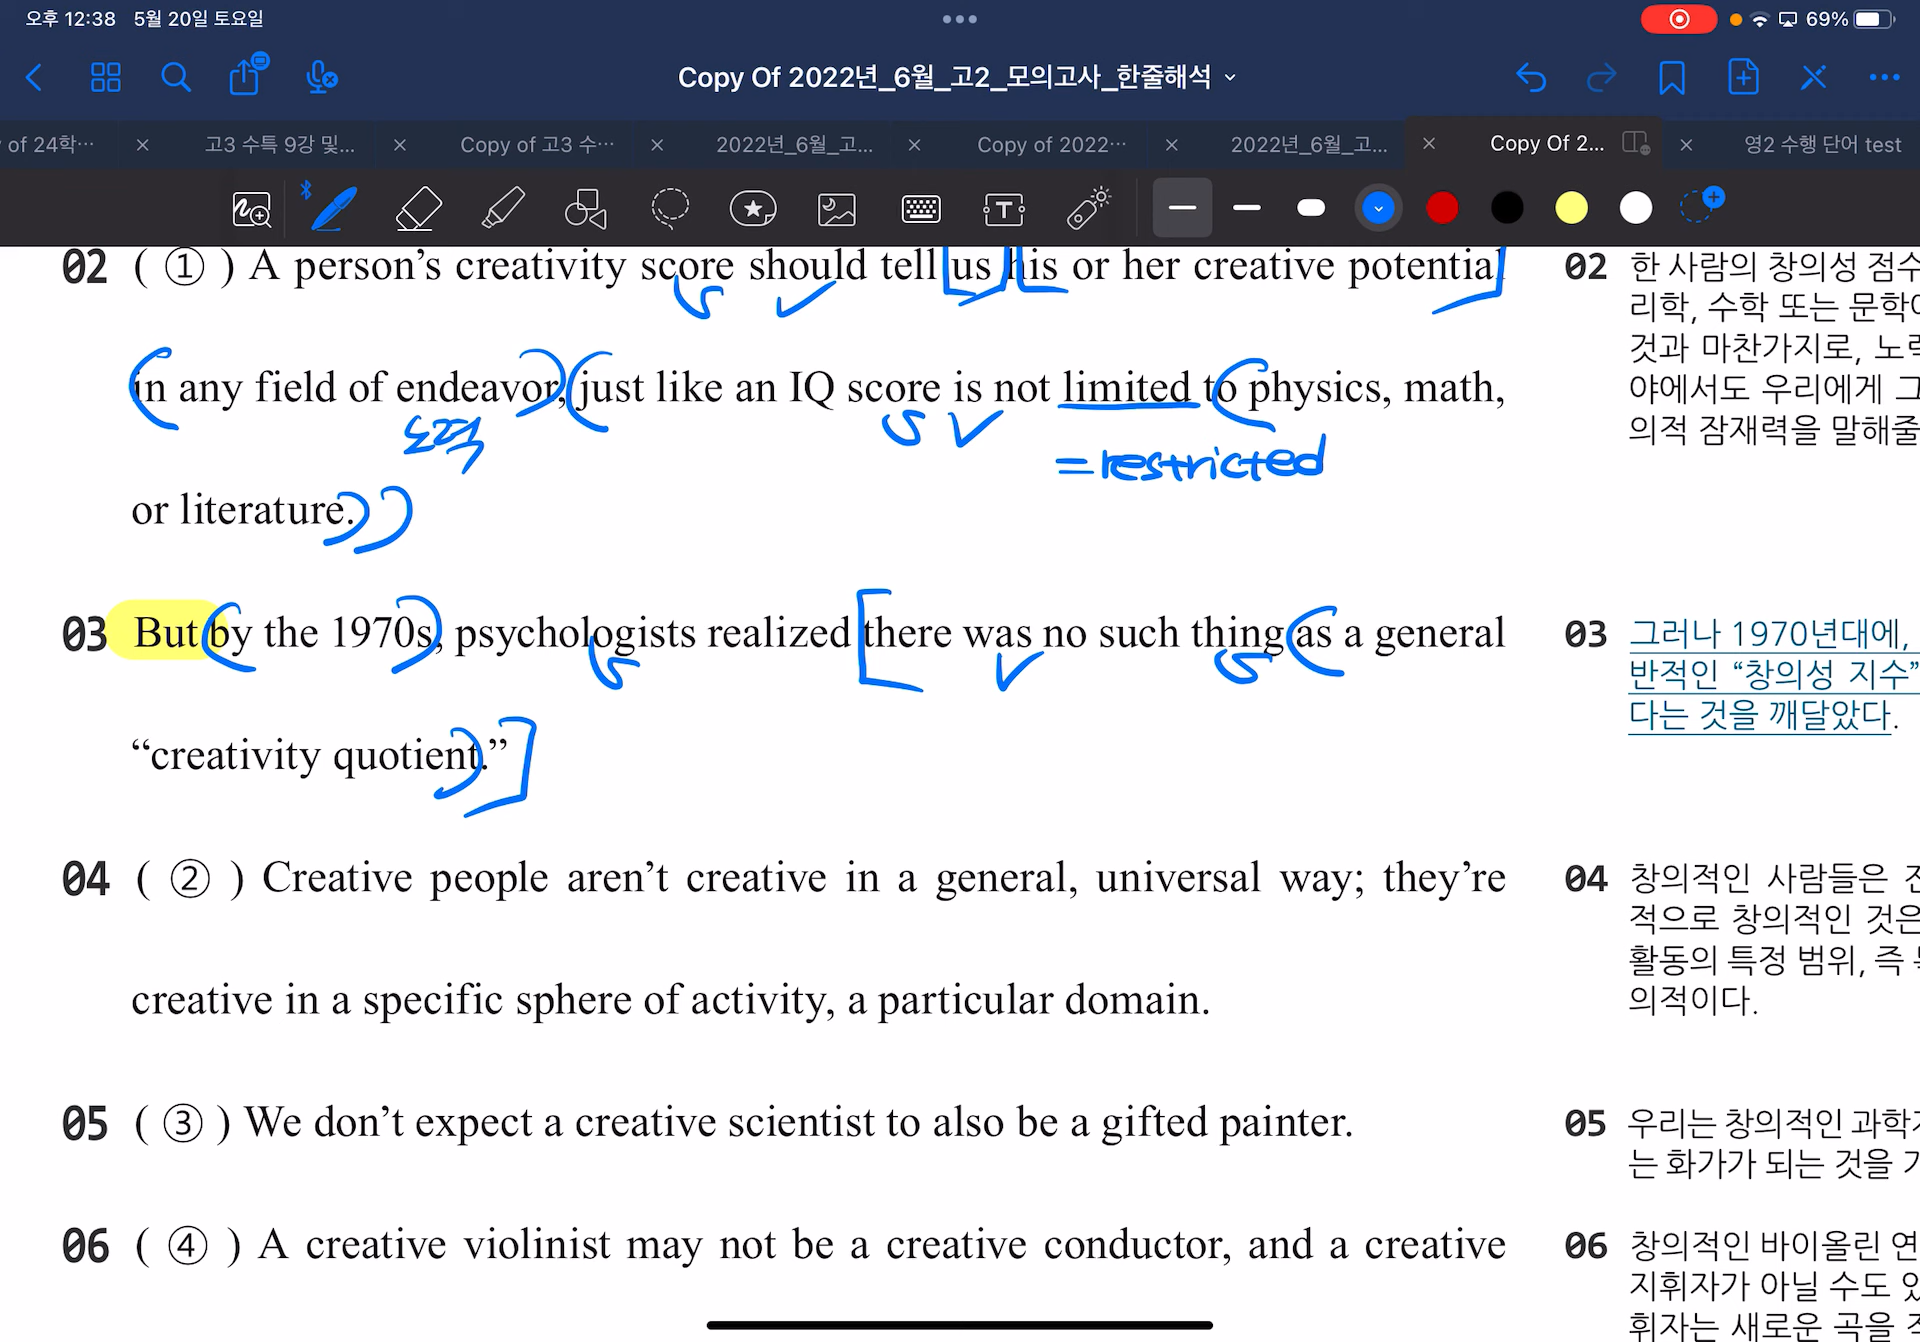 오후 12:38 5월 20일 토요일
69%
Copy Of 2022년_6월_고2_모의고사_한줄해석
of 24학··· 고3 수특 9강 및... Copy of 고3 수··· 2022년_6월_고... Copy of 2022··· 2022년_6월_고... Copy Of 2... 영2 수행 단어 test
02 ( ① ) A person's creativity score should tell us his or her creative potential
S
in any field of endeavor, just like an IQ score is not limited to physics, math,
노력 S V =restricted
or literature.
03 But by the 1970s, psychologists realized there was no such thing as a general
S V S
“creativity quotient.”
04 ( ② ) Creative people aren't creative in a general, universal way; they're
creative in a specific sphere of activity, a particular domain.
05 ( ③ ) We don't expect a creative scientist to also be a gifted painter.
06 ( ④ ) A creative violinist may not be a creative conductor, and a creative
02 한 사람의 창의성 점수
리학, 수학 또는 문학
것과 마찬가지로,
야에서도 우리에게 그
의적 잠재력을 말해줄
03 그러나 1970년대에,
반적인 “창의성 지수”
다는 것을 깨달았다.
04 창의적인 사람들은
적으로 창의적인 것은
활동의 특정 범위, 즉
의적이다.
05 우리는 창의적인 과학
는 화가가 되는 것을
06 창의적인 바이올린 연
지휘자가 아닐 수도
휘자는 새로운 곡을